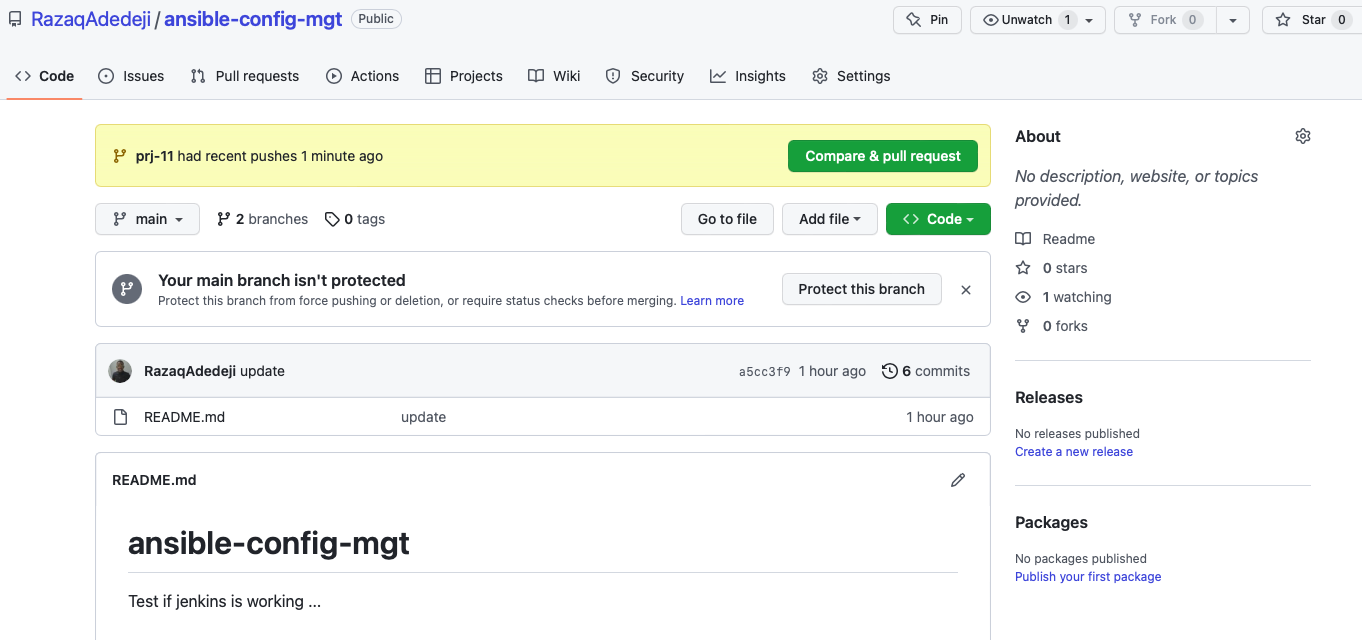 RazaqAdedeji / ansible-config-mgt Public Pin Unwatch 1 Fork 0 Star 0
Code Issues Pull requests Actions Projects Wiki Security Insights Settings
prj-11 had recent pushes 1 minute ago Compare & pull request
main 2 branches 0 tags Go to file Add file Code
Your main branch isn't protected
Protect this branch from force pushing or deletion, or require status checks before merging. Learn more
Protect this branch
RazaqAdedeji update a5cc3f9 1 hour ago 6 commits
README.md update 1 hour ago
README.md
ansible-config-mgt
Test if jenkins is working ...
About
No description, website, or topics
provided.
Readme
0 stars
1 watching
0 forks
Releases
No releases published
Create a new release
Packages
No packages published
Publish your first package